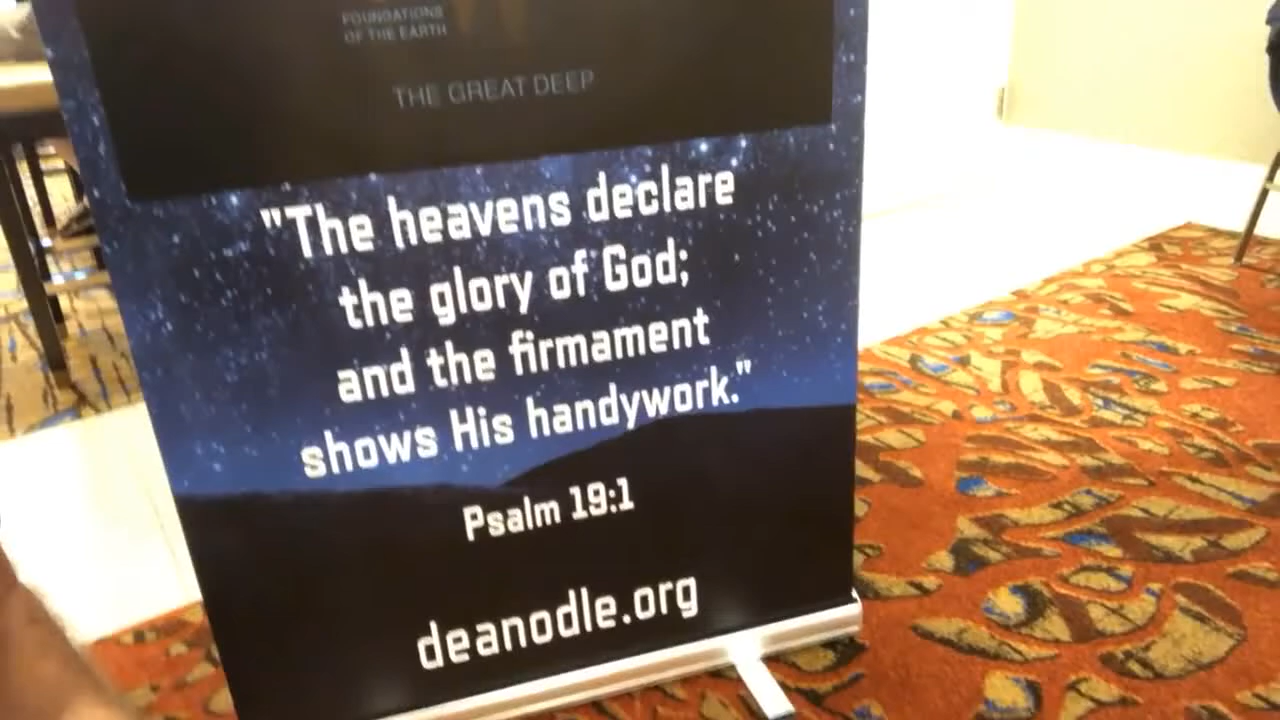 FOUNDATIONS
OF THE EARTH
THE GREAT DEEP
"The heavens declare
the glory of God;
and the firmament
shows His handywork."
Psalm 19:1
deanodle.org